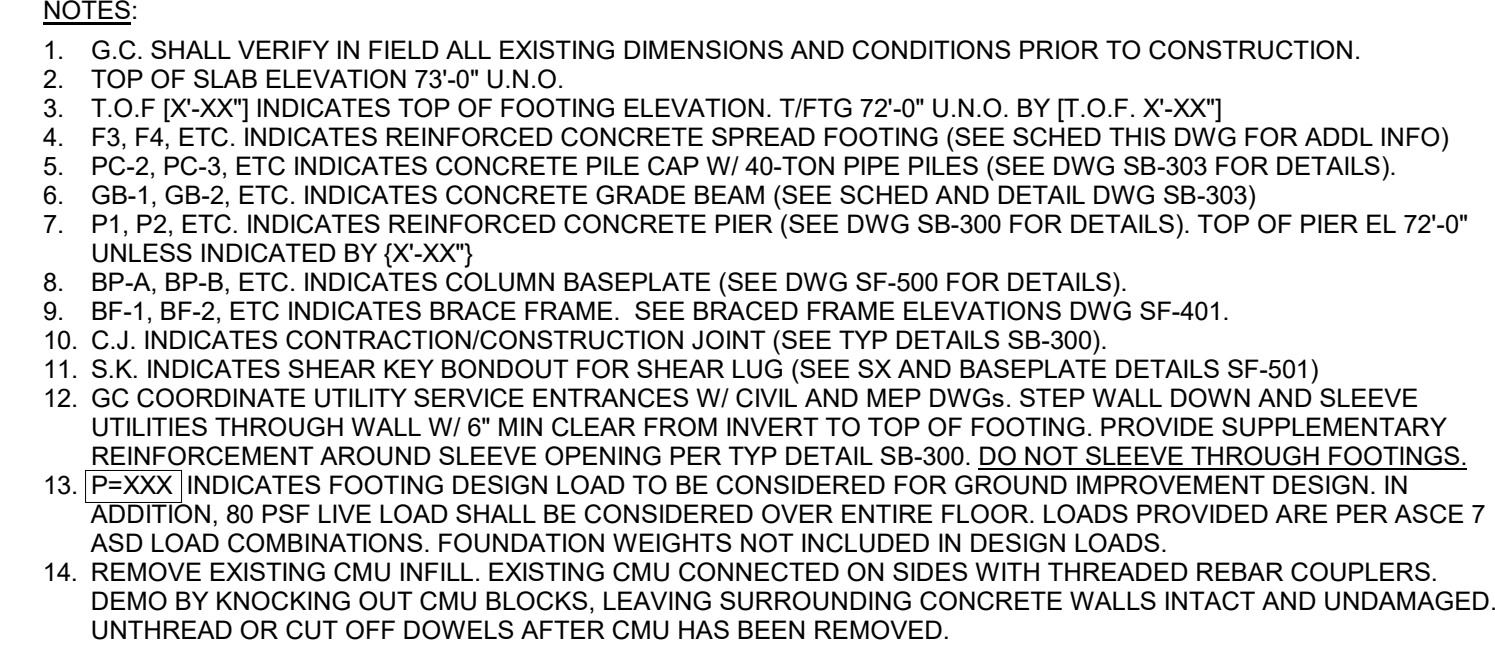 NOTES:
1. G.C. SHALL VERIFY IN FIELD ALL EXISTING DIMENSIONS AND CONDITIONS PRIOR TO CONSTRUCTION.
2. TOP OF SLAB ELEVATION 73'-0" U.N.O.
3. T.O.F [X'-XX"] INDICATES TOP OF FOOTING ELEVATION. T/FTG 72'-0" U.N.O. BY [T.O.F. X'-XX"]
4. F3, F4, ETC. INDICATES REINFORCED CONCRETE SPREAD FOOTING (SEE SCHED THIS DWG FOR ADDL INFO)
5. PC-2, PC-3, ETC INDICATES CONCRETE PILE CAP W/ 40-TON PIPE PILES (SEE DWG SB-303 FOR DETAILS).
6. GB-1, GB-2, ETC. INDICATES CONCRETE GRADE BEAM (SEE SCHED AND DETAIL DWG SB-303)
7. P1, P2, ETC. INDICATES REINFORCED CONCRETE PIER (SEE DWG SB-300 FOR DETAILS). TOP OF PIER EL 72'-0"
UNLESS INDICATED BY {X'-XX"}
8. BP-A, BP-B, ETC. INDICATES COLUMN BASEPLATE (SEE DWG SF-500 FOR DETAILS).
9. BF-1, BF-2, ETC INDICATES BRACE FRAME. SEE BRACED FRAME ELEVATIONS DWG SF-401.
10. C.J. INDICATES CONTRACTION/CONSTRUCTION JOINT (SEE TYP DETAILS SB-300).
11. S.K. INDICATES SHEAR KEY BONDOUT FOR SHEAR LUG (SEE SX AND BASEPLATE DETAILS SF-501)
12. GC COORDINATE UTILITY SERVICE ENTRANCES W/ CIVIL AND MEP DWGs. STEP WALL DOWN AND SLEEVE
UTILITIES THROUGH WALL W/ 6" MIN CLEAR FROM INVERT TO TOP OF FOOTING. PROVIDE SUPPLEMENTARY
REINFORCEMENT AROUND SLEEVE OPENING PER TYP DETAIL SB-300. DO NOT SLEEVE THROUGH FOOTINGS.
13. P=XXX INDICATES FOOTING DESIGN LOAD TO BE CONSIDERED FOR GROUND IMPROVEMENT DESIGN. IN
ADDITION, 80 PSF LIVE LOAD SHALL BE CONSIDERED OVER ENTIRE FLOOR. LOADS PROVIDED ARE PER ASCE 7
ASD LOAD COMBINATIONS. FOUNDATION WEIGHTS NOT INCLUDED IN DESIGN LOADS.
14. REMOVE EXISTING CMU INFILL. EXISTING CMU CONNECTED ON SIDES WITH THREADED REBAR COUPLERS.
DEMO BY KNOCKING OUT CMU BLOCKS, LEAVING SURROUNDING CONCRETE WALLS INTACT AND UNDAMAGED.
UNTHREAD OR CUT OFF DOWELS AFTER CMU HAS BEEN REMOVED.